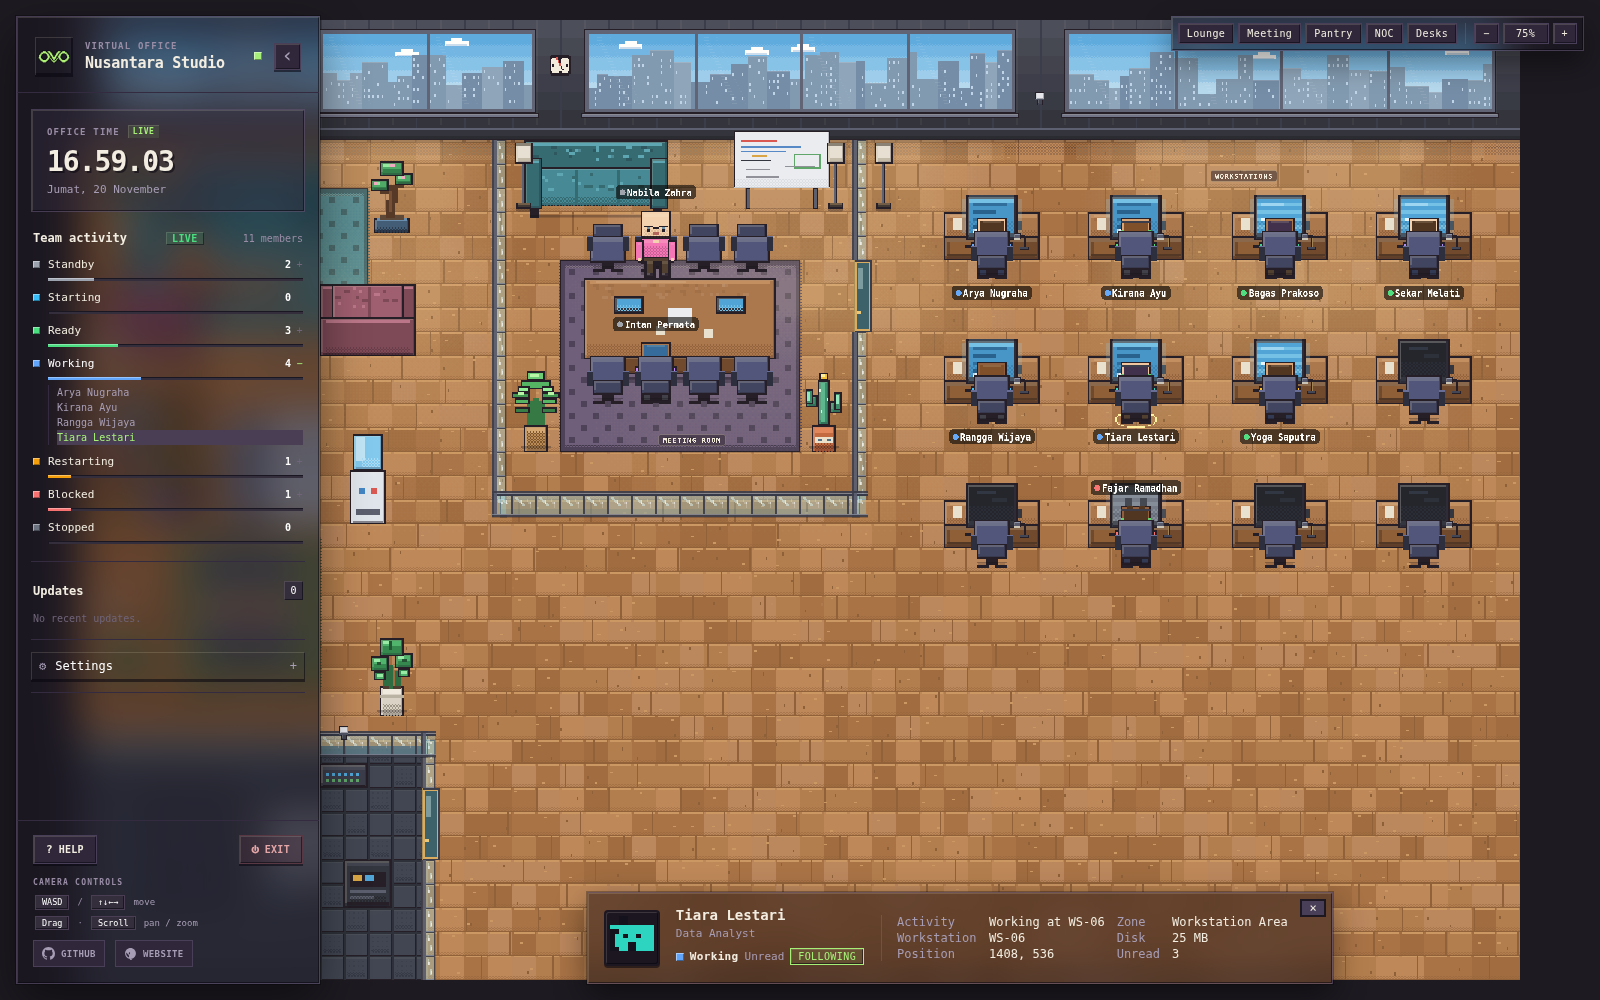 VIRTUAL OFFICE
Nusantara Studio
OFFICE TIME LIVE
16.59.03
Jumat, 20 November
Team activity LIVE 11 members
Standby 2 +
Starting 0
Ready 3 +
Working 4 −
Arya Nugraha
Kirana Ayu
Rangga Wijaya
Tiara Lestari
Restarting 1
Blocked 1
Stopped 0
Updates 0
No recent updates.
Settings +
? HELP
EXIT
CAMERA CONTROLS
WASD / ↑↓←→ move
Drag · Scroll pan / zoom
GITHUB
WEBSITE
Lounge
Meeting
Pantry
NOC
Desks
− 75% +
Nabila Zahra
Intan Permata
MEETING ROOM
WORKSTATIONS
Arya Nugraha
Kirana Ayu
Bagas Prakoso
Sekar Melati
Rangga Wijaya
Tiara Lestari
Yoga Saputra
Fajar Ramadhan
Tiara Lestari
Data Analyst
Working Unread FOLLOWING
Activity Working at WS-06 Zone Workstation Area
Workstation WS-06 Disk 25 MB
Position 1408, 536 Unread 3